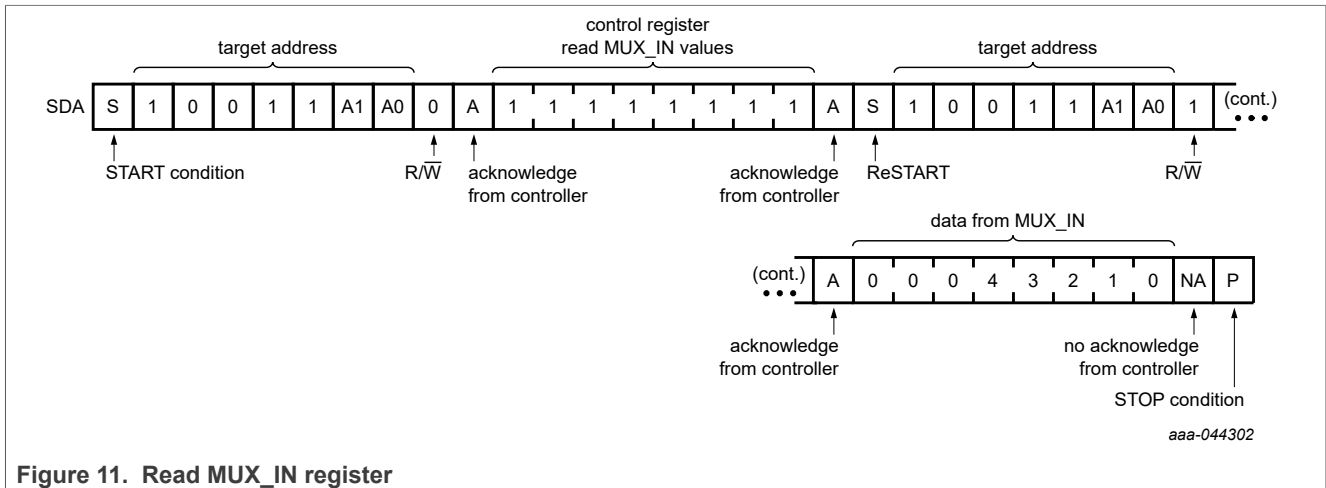 control register
target address read MUX_IN values target address
SDA S 1 0 0 1 1 A1 A0 0 A 1 1 1 1 1 1 1 1 A S 1 0 0 1 1 A1 A0 1 (cont.)
START condition R/W̅ acknowledge acknowledge ReSTART R/W̅
from controller from controller
data from MUX_IN
(cont.) A 0 0 0 4 3 2 1 0 NA P
acknowledge no acknowledge
from controller from controller
STOP condition
aaa-044302
Figure 11. Read MUX_IN register